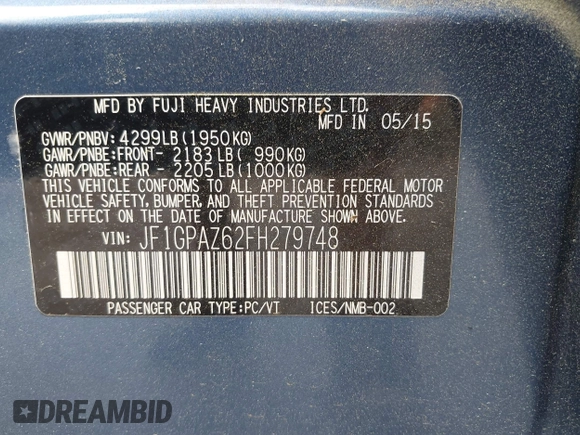 MFD BY FUJI HEAVY INDUSTRIES LTD.
MFD IN 05/15
GVWR/PNBV: 4299LB(1950KG)
GAWR/PNBE:FRONT- 2183LB( 990KG)
GAWR/PNBE:REAR - 2205LB(1000KG)
THIS VEHICLE CONFORMS TO ALL APPLICABLE FEDERAL MOTOR
VEHICLE SAFETY, BUMPER, AND THEFT PREVENTION STANDARDS
IN EFFECT ON THE DATE OF MANUFACTURE SHOWN ABOVE.
VIN: JF1GPAZ62FH279748
PASSENGER CAR TYPE:PC/VT ICES/NMB-002
DREAMBID